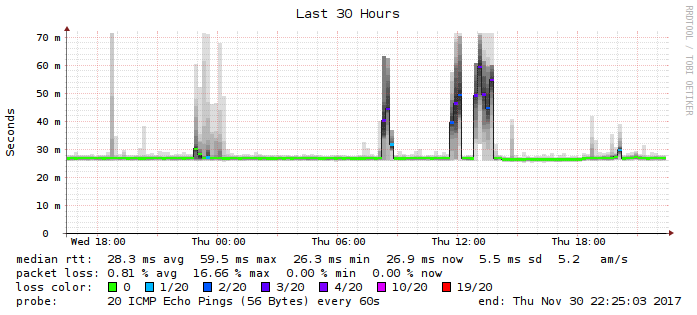 Last 30 Hours
RRDTOOL / TOBI OETIKER
Seconds
70 m
60 m
50 m
40 m
30 m
20 m
10 m
0
Wed 18:00 Thu 00:00 Thu 06:00 Thu 12:00 Thu 18:00
median rtt: 28.3 ms avg 59.5 ms max 26.3 ms min 26.9 ms now 5.5 ms sd 5.2 am/s
packet loss: 0.81 % avg 16.66 % max 0.00 % min 0.00 % now
loss color: 0 1/20 2/20 3/20 4/20 10/20 19/20
probe: 20 ICMP Echo Pings (56 Bytes) every 60s end: Thu Nov 30 22:25:03 2017